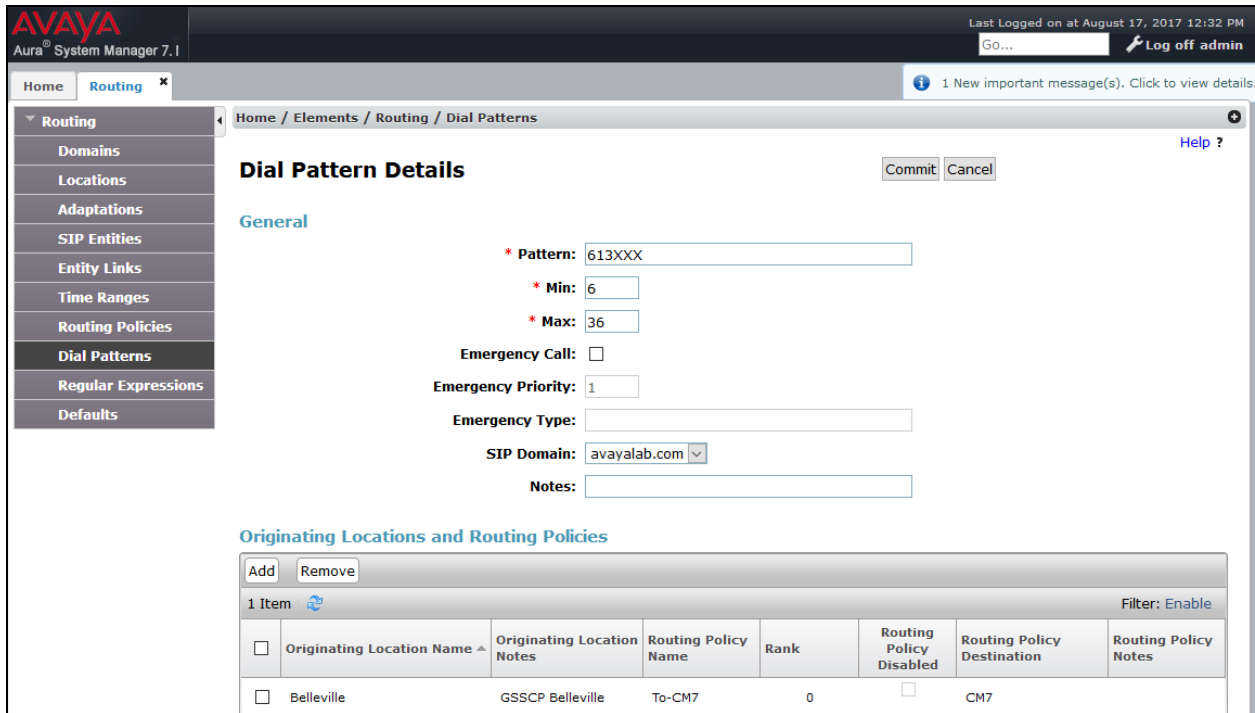 AVAYA
Last Logged on at August 17, 2017 12:32 PM
Aura® System Manager 7.1
Go...
Log off admin
Home
Routing ×
1 New important message(s). Click to view details.
Routing
Domains
Locations
Adaptations
SIP Entities
Entity Links
Time Ranges
Routing Policies
Dial Patterns
Regular Expressions
Defaults
Home / Elements / Routing / Dial Patterns
Help ?
Dial Pattern Details
Commit Cancel
General
* Pattern: 613XXX
* Min: 6
* Max: 36
Emergency Call:
Emergency Priority: 1
Emergency Type:
SIP Domain: avayalab.com
Notes:
Originating Locations and Routing Policies
Add Remove
1 Item
Filter: Enable
Originating Location Name
Originating Location Notes
Routing Policy Name
Rank
Routing Policy Disabled
Routing Policy Destination
Routing Policy Notes
Belleville GSSCP Belleville To-CM7 0 CM7